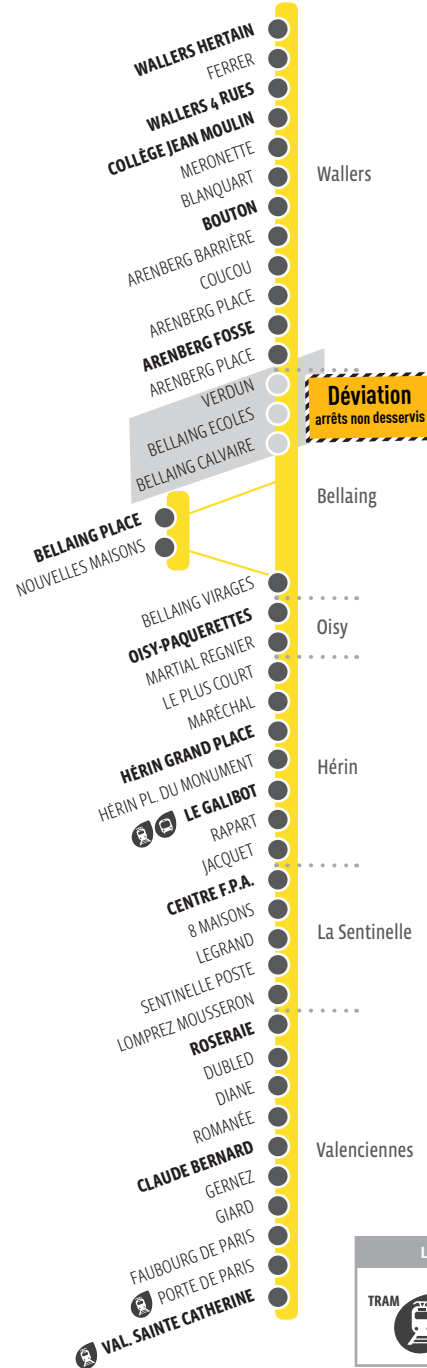 WALLERS HERTAIN
FERRER
WALLERS 4 RUES
COLLÈGE JEAN MOULIN
MERONETTE
BLANQUART
BOUTON
ARENBERG BARRIÈRE
COUCOU
ARENBERG PLACE
ARENBERG FOSSE
ARENBERG PLACE
Wallers
VERDUN
BELLAING ECOLES
BELLAING CALVAIRE
Déviation
arrêts non desservis
BELLAING PLACE
NOUVELLES MAISONS
BELLAING VIRAGES
Bellaing
OISY-PAQUERETTES
MARTIAL REGNIER
Oisy
LE PLUS COURT
MARÉCHAL
HÉRIN GRAND PLACE
HÉRIN PL. DU MONUMENT
LE GALIBOT
RAPART
JACQUET
Hérin
CENTRE F.P.A.
8 MAISONS
LEGRAND
SENTINELLE POSTE
LOMPREZ MOUSSERON
La Sentinelle
ROSERAIE
DUBLED
DIANE
ROMANÉE
CLAUDE BERNARD
GERNEZ
GIARD
FAUBOURG DE PARIS
PORTE DE PARIS
VAL. SAINTE CATHERINE
Valenciennes
L
TRAM